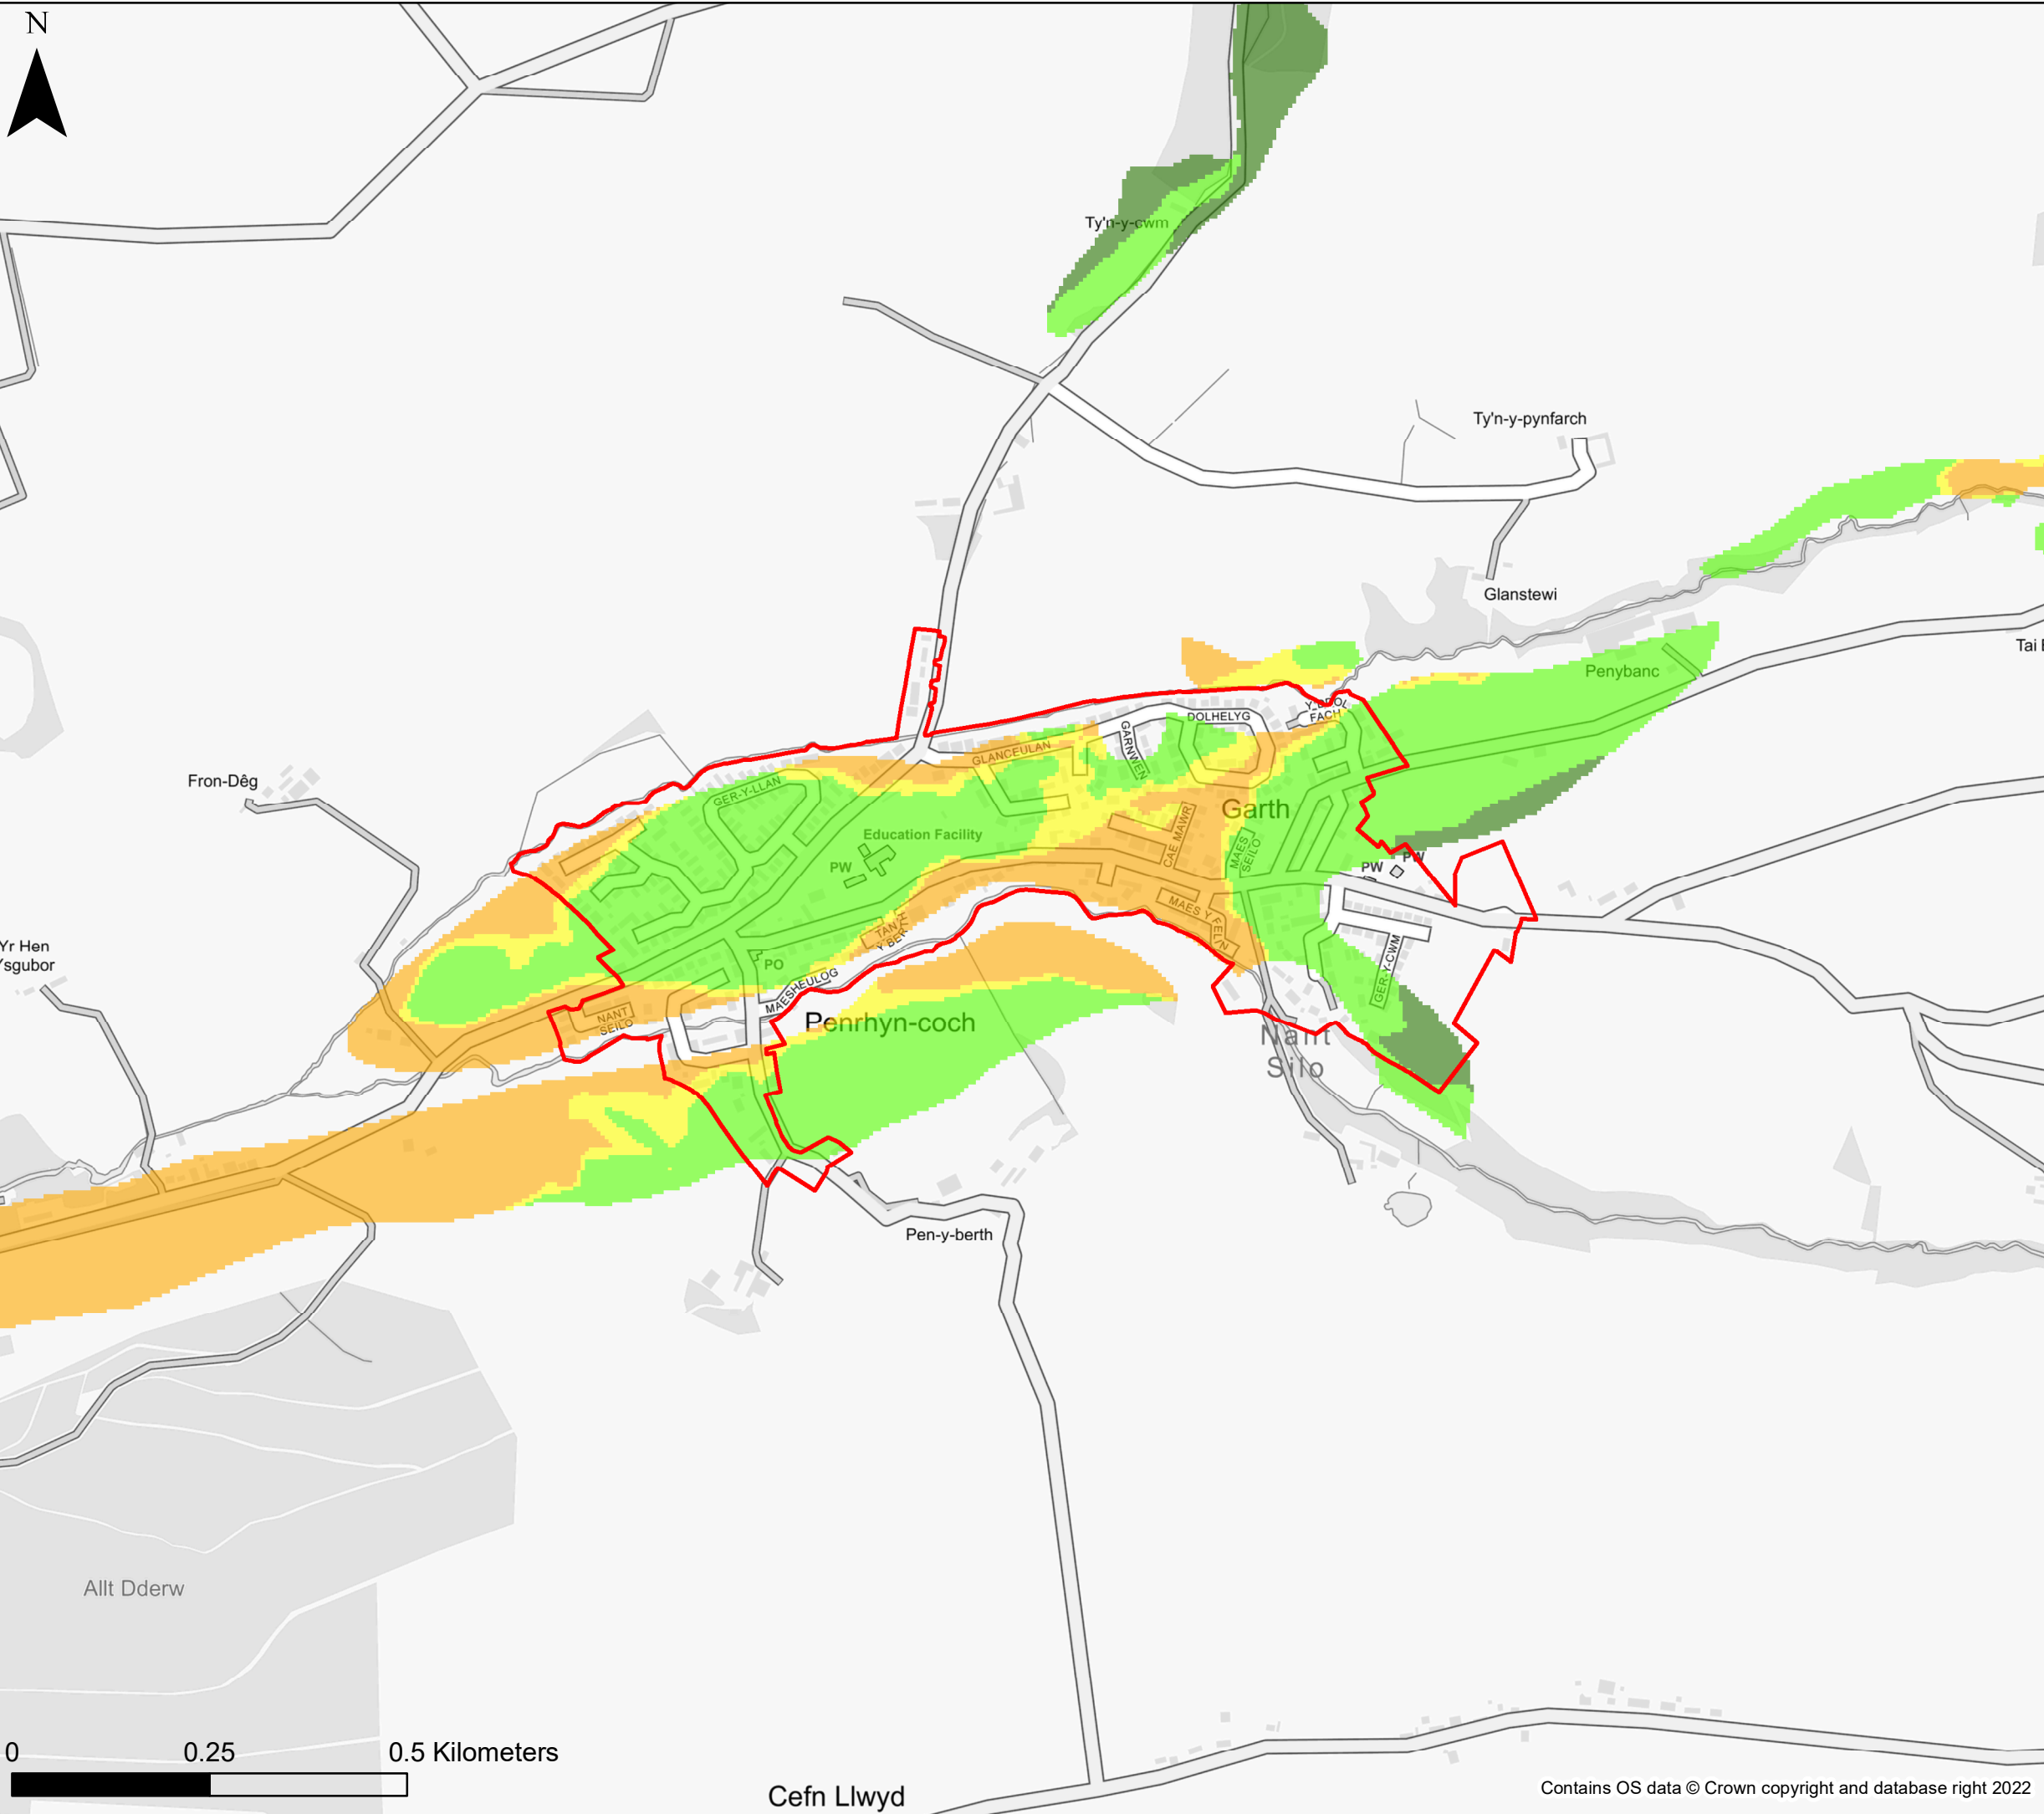 N
Ty'n-y-cwm
Ty'n-y-pynfarch
Glanstewi
Tai
Penybanc
Y DDOL
FACH
DOLHELYG
GARNWEN
GLANCEULAN
Fron-Dêg
GER-Y-LLAN
Garth
Education Facility
CAE MAWR
MAES
SEILO
PW
PW
PW
MAES Y FELIN
TAN Y BERTH
Yr Hen
Ysgubor
PO
MAESHEULOG
GER-Y-CWM
NANT
SEILO
Penrhyn-coch
Nant
Silo
Pen-y-berth
Allt Dderw
0 0.25 0.5 Kilometers
Cefn Llwyd
Contains OS data © Crown copyright and database right 2022